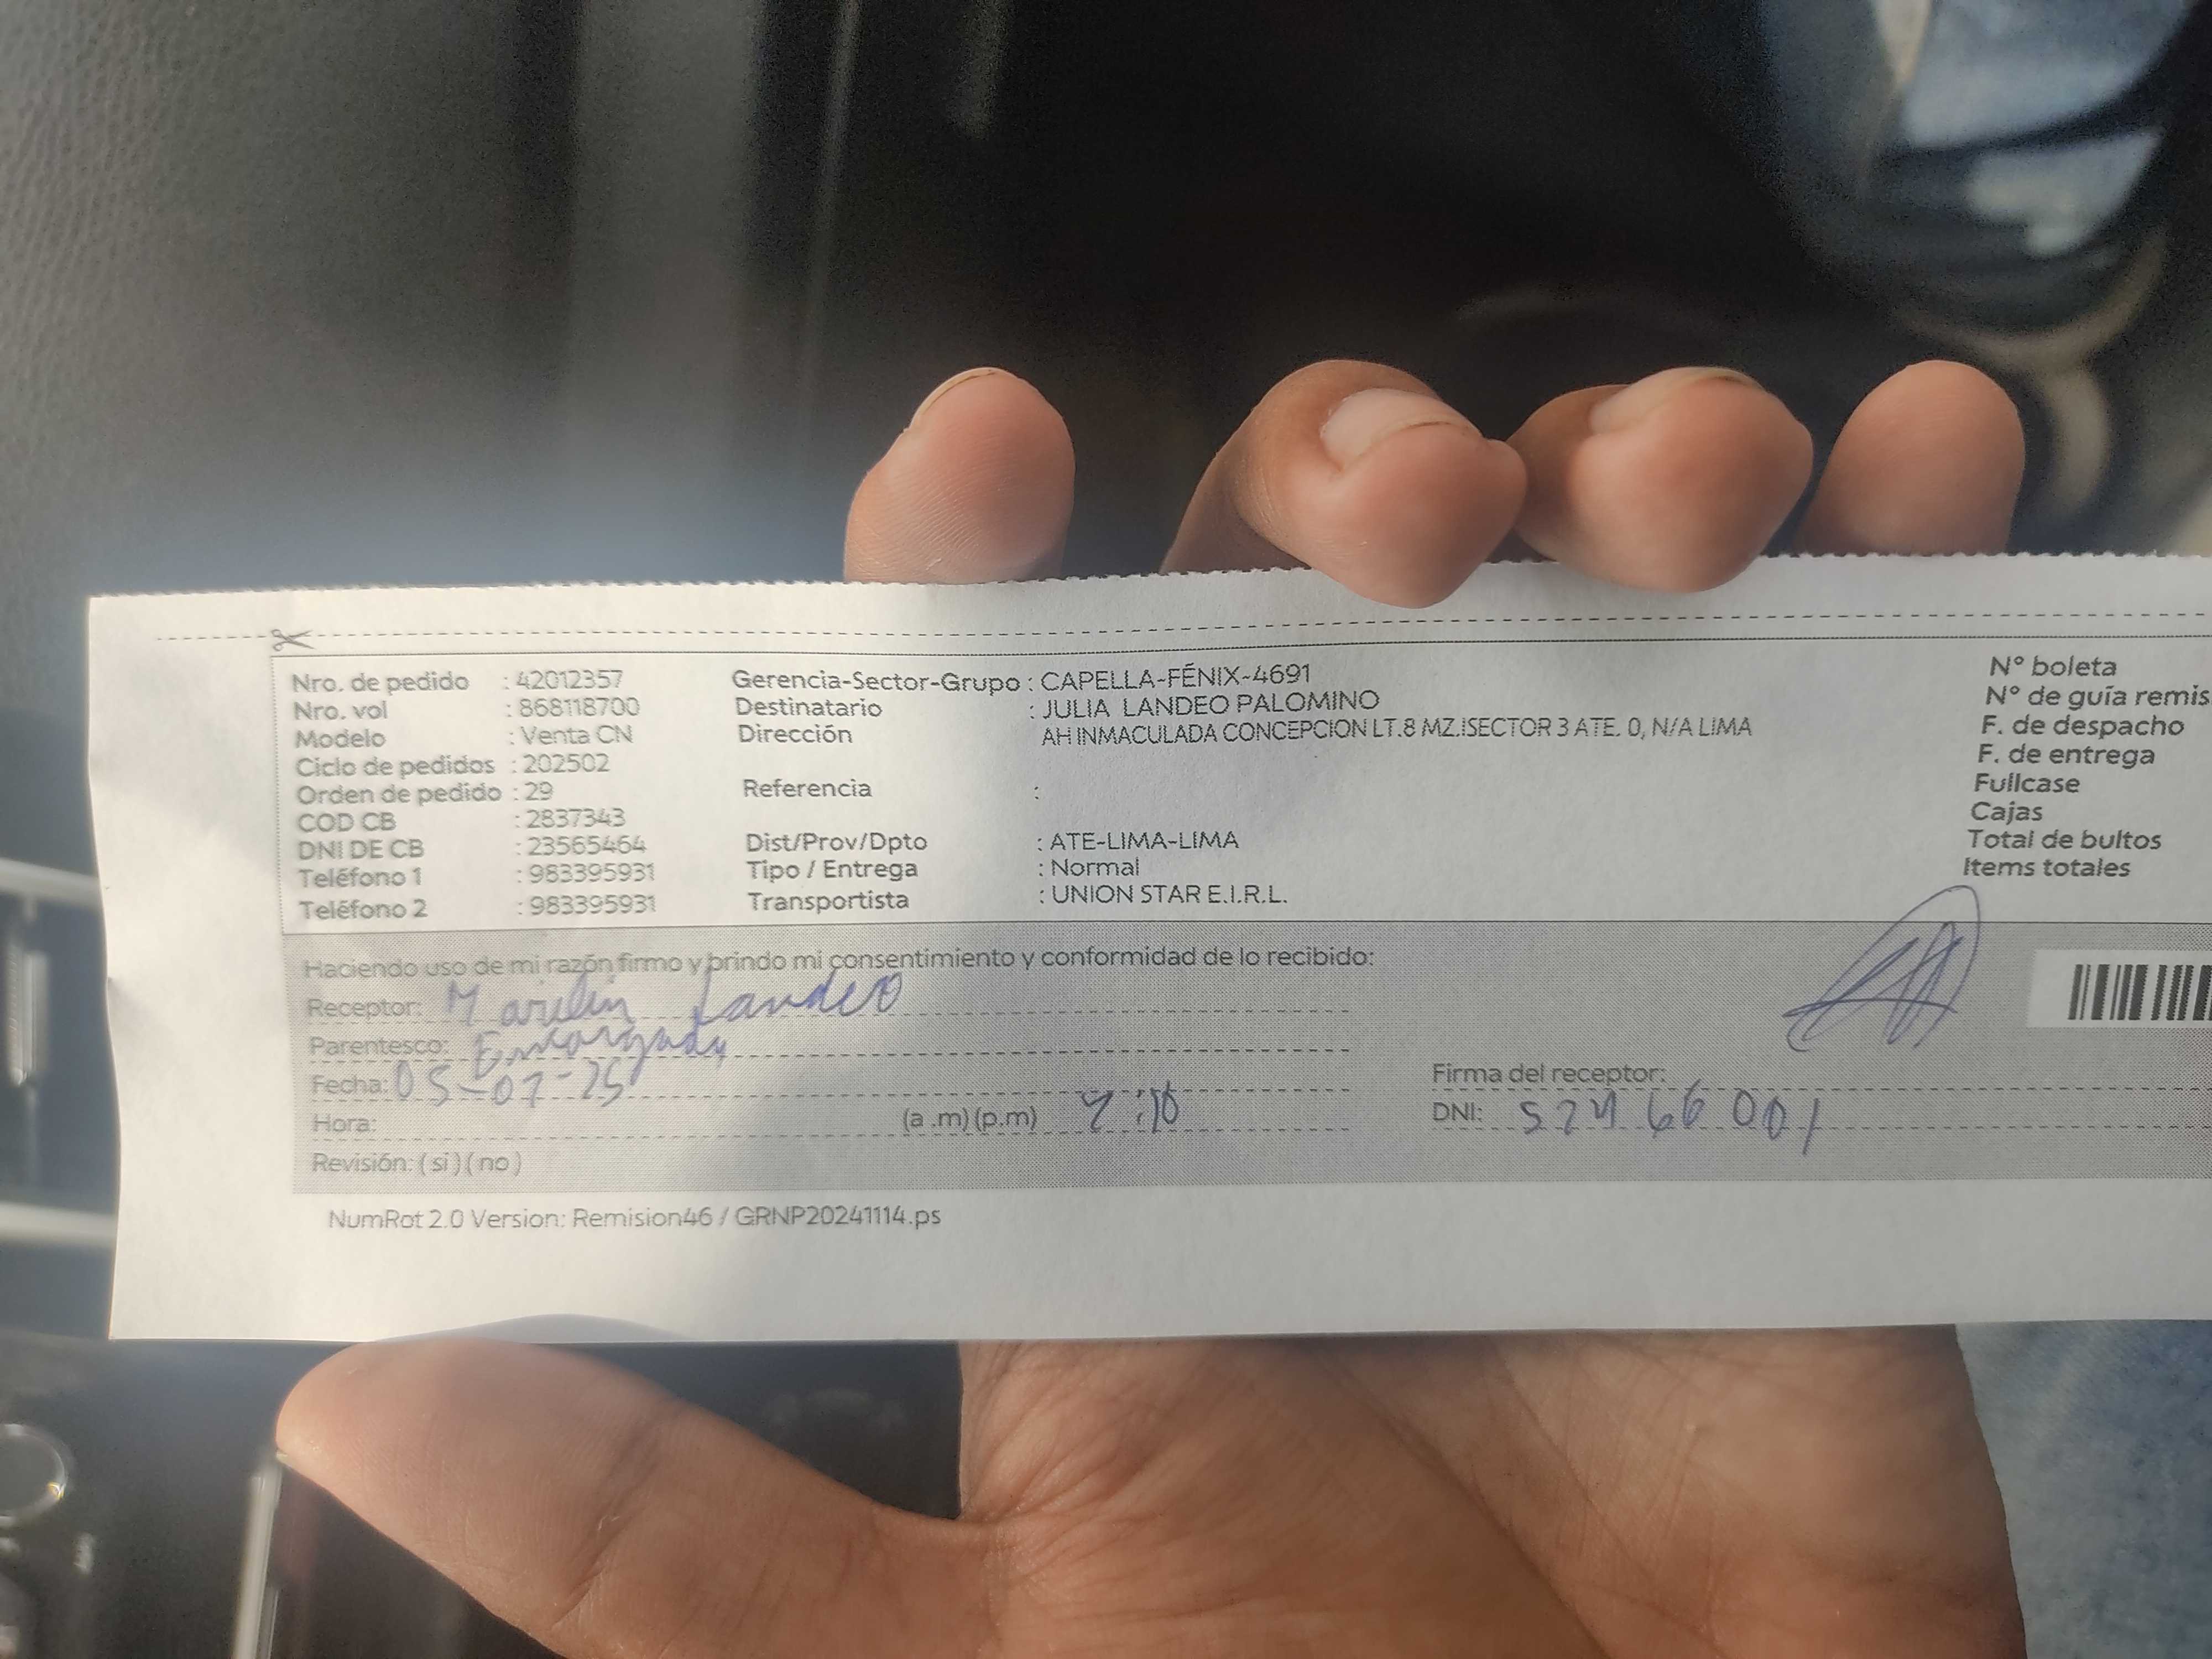 Nro. de pedido : 42012357 Gerencia-Sector-Grupo : CAPELLA-FÉNIX-4691 N° boleta
Nro. vol : 868118700 Destinatario : JULIA LANDEO PALOMINO N° de guía remis
Modelo : Venta CN Dirección AH INMACULADA CONCEPCION LT.8 MZ.ISECTOR 3 ATE. 0, N/A LIMA F. de despacho
Ciclo de pedidos : 202502 F. de entrega
Orden de pedido : 29 Referencia : Fullcase
COD CB : 2837343 Cajas
DNI DE CB : 23565464 Dist/Prov/Dpto : ATE-LIMA-LIMA Total de bultos
Teléfono 1 : 983395931 Tipo / Entrega : Normal Items totales
Teléfono 2 : 983395931 Transportista : UNION STAR E.I.R.L.
Haciendo uso de mi razón firmo y brindo mi consentimiento y conformidad de lo recibido:
Receptor: Marilin Landeo
Parentesco: Encargada
Fecha: 05-02-25 Firma del receptor:
Hora: (a .m) (p.m) :10 DNI:
Revisión: ( si ) ( no )
NumRot 2.0 Version: Remision46 / GRNP20241114.ps